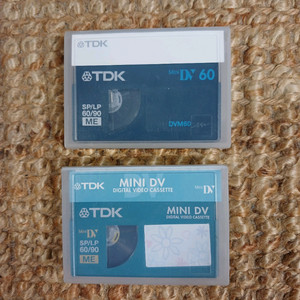 TDK
Mini DV 60
SP/LP
60/90
ME
DVM60
MINI DV
DIGITAL VIDEO CASSETTE
TDK
MINI DV
DIGITAL VIDEO CASSETTE
Mini DV
SP/LP
60/90
ME